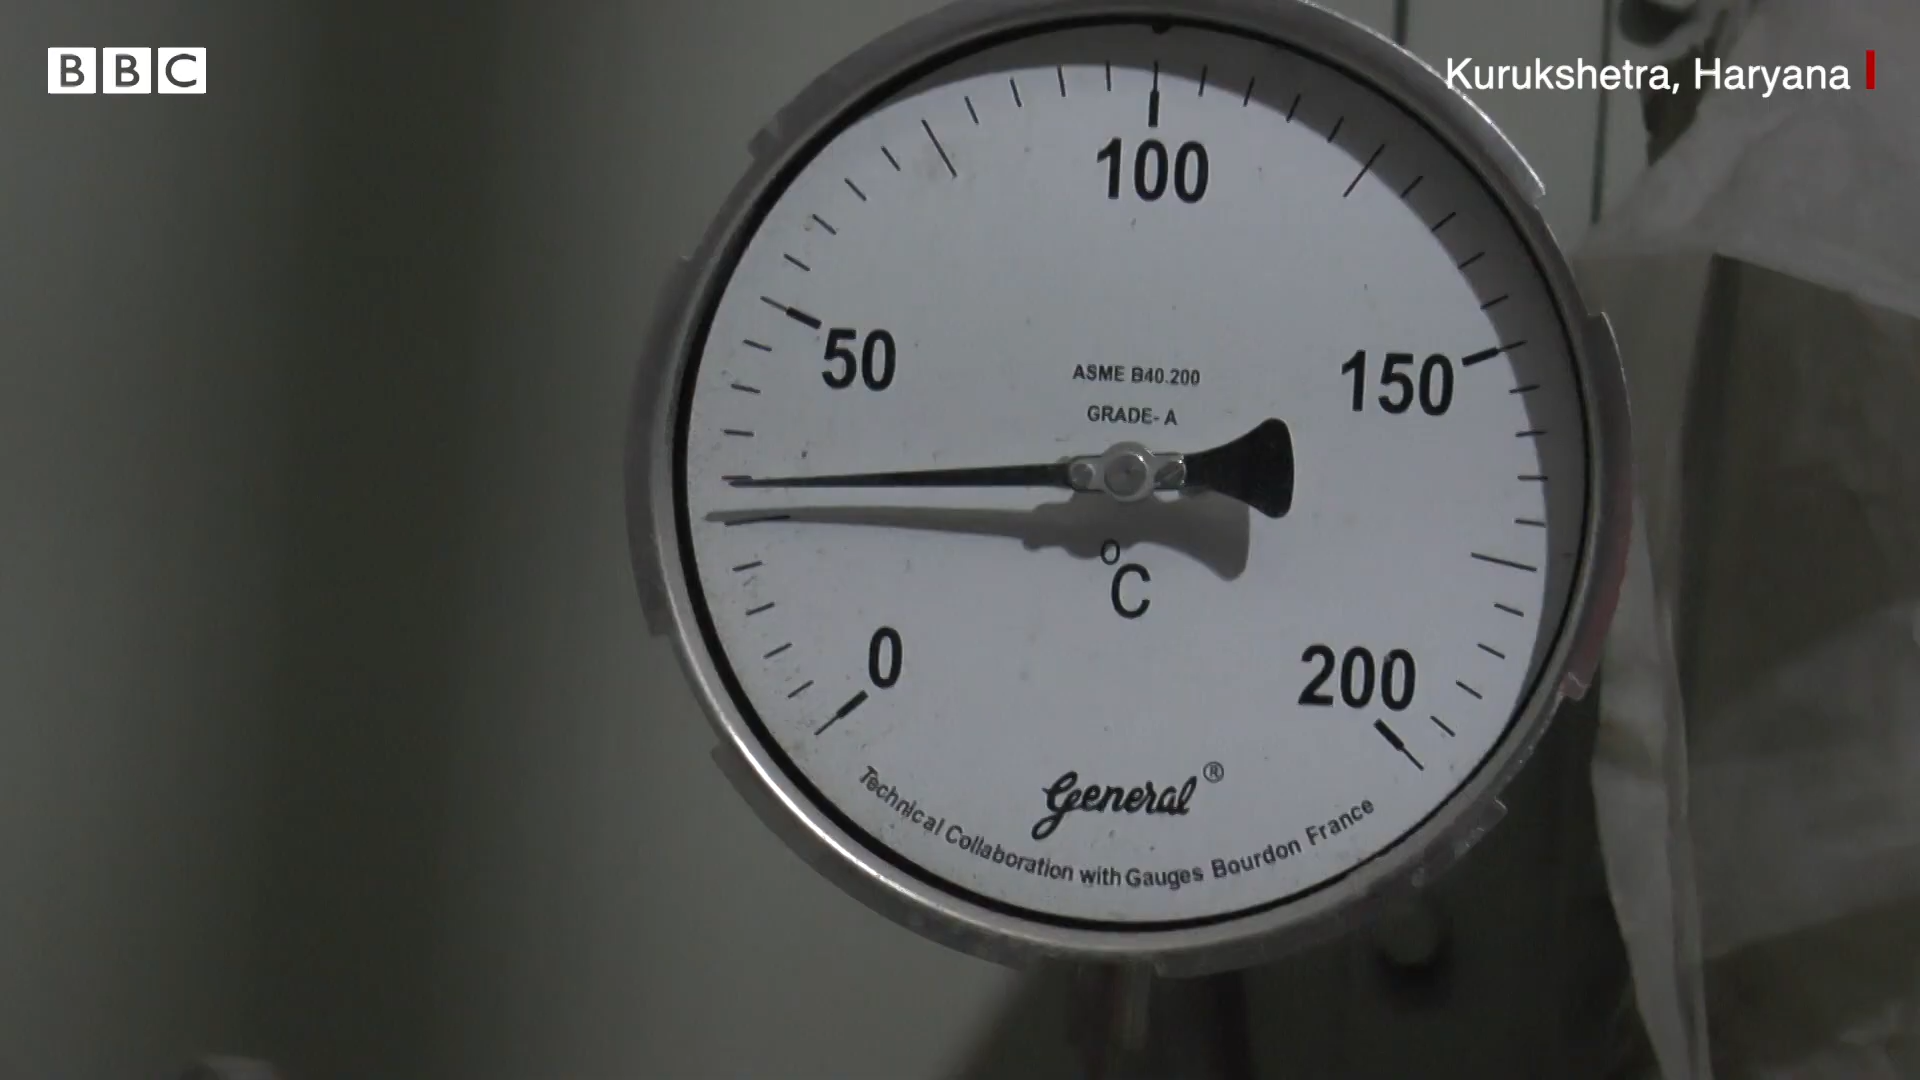 BBC
Kurukshetra, Haryana
100
50
150
ASME B40.200
GRADE- A
°C
0
200
General ®
Technical Collaboration with Gauges Bourdon France